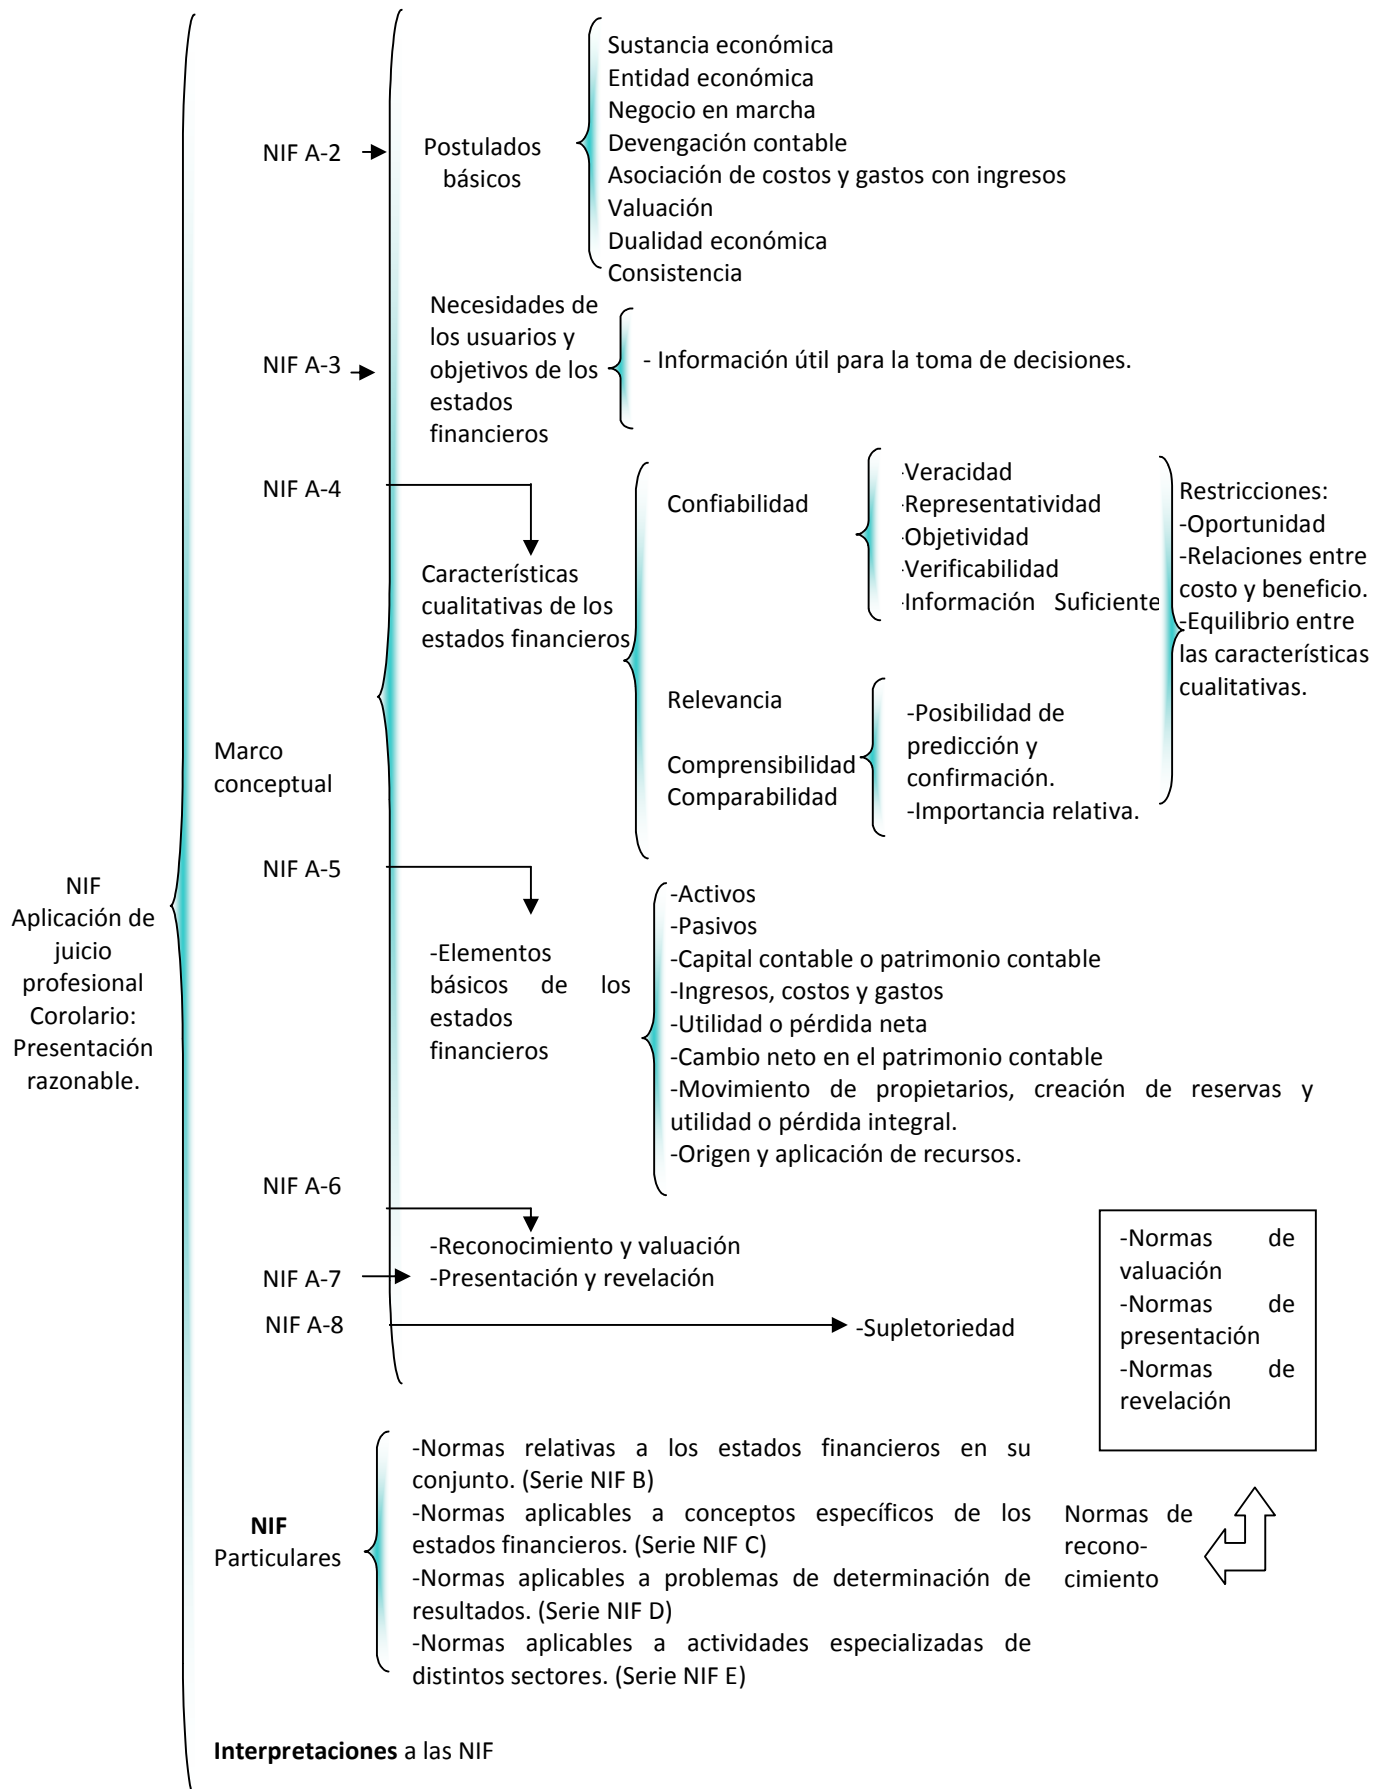 Sustancia económica
Entidad económica
Negocio en marcha
Devengación contable
Asociación de costos y gastos con ingresos
Valuación
Dualidad económica
Consistencia
NIF A-2
Postulados
básicos
Necesidades de
los usuarios y
objetivos de los
estados
financieros
NIF A-3
- Información útil para la toma de decisiones.
NIF A-4
Características
cualitativas de los
estados financieros
Confiabilidad
·Veracidad
·Representatividad
·Objetividad
·Verificabilidad
·Información Suficiente
Restricciones:
-Oportunidad
-Relaciones entre
costo y beneficio.
-Equilibrio entre
las características
cualitativas.
Relevancia
Comprensibilidad
Comparabilidad
-Posibilidad de
predicción y
confirmación.
-Importancia relativa.
Marco
conceptual
NIF
Aplicación de
juicio
profesional
Corolario:
Presentación
razonable.
NIF A-5
-Elementos
básicos de los
estados
financieros
-Activos
-Pasivos
-Capital contable o patrimonio contable
-Ingresos, costos y gastos
-Utilidad o pérdida neta
-Cambio neto en el patrimonio contable
-Movimiento de propietarios, creación de reservas y
utilidad o pérdida integral.
-Origen y aplicación de recursos.
NIF A-6
-Reconocimiento y valuación
NIF A-7
-Presentación y revelación
NIF A-8
-Supletoriedad
-Normas de
valuación
-Normas de
presentación
-Normas de
revelación
NIF
Particulares
-Normas relativas a los estados financieros en su
conjunto. (Serie NIF B)
-Normas aplicables a conceptos específicos de los
estados financieros. (Serie NIF C)
-Normas aplicables a problemas de determinación de
resultados. (Serie NIF D)
-Normas aplicables a actividades especializadas de
distintos sectores. (Serie NIF E)
Normas de
recono-
cimiento
Interpretaciones a las NIF